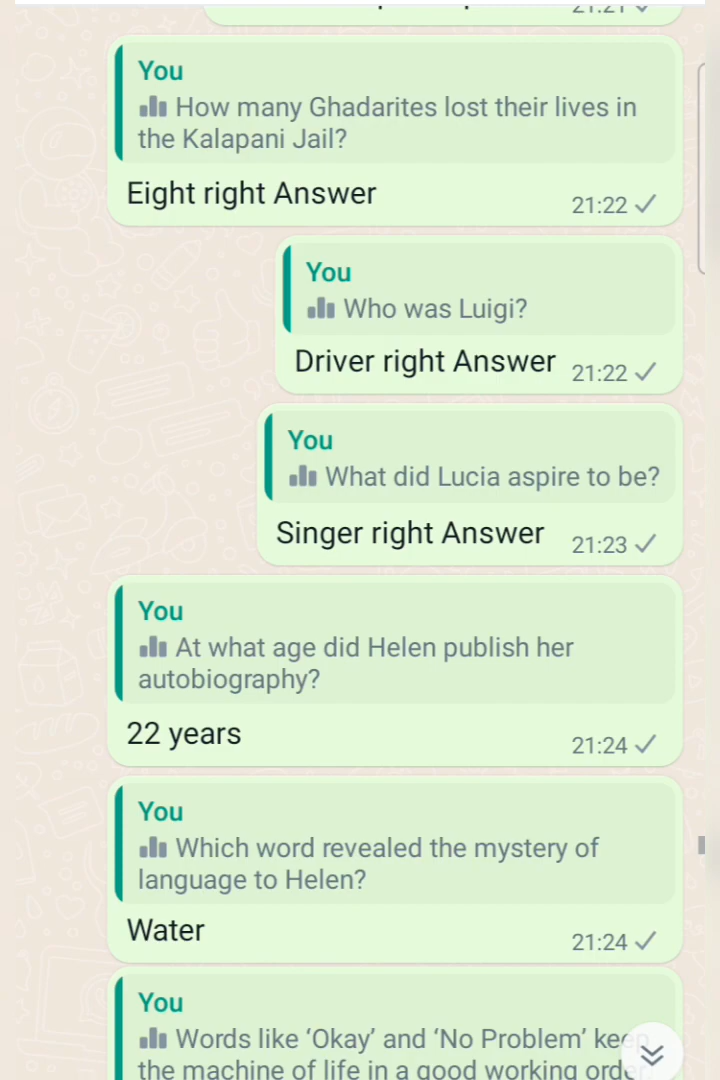 21:21
You
How many Ghadarites lost their lives in
the Kalapani Jail?
Eight right Answer
21:22
You
Who was Luigi?
Driver right Answer
21:22
You
What did Lucia aspire to be?
Singer right Answer
21:23
You
At what age did Helen publish her
autobiography?
22 years
21:24
You
Which word revealed the mystery of
language to Helen?
Water
21:24
You
Words like ‘Okay’ and ‘No Problem’ keep
the machine of life in a good working order.